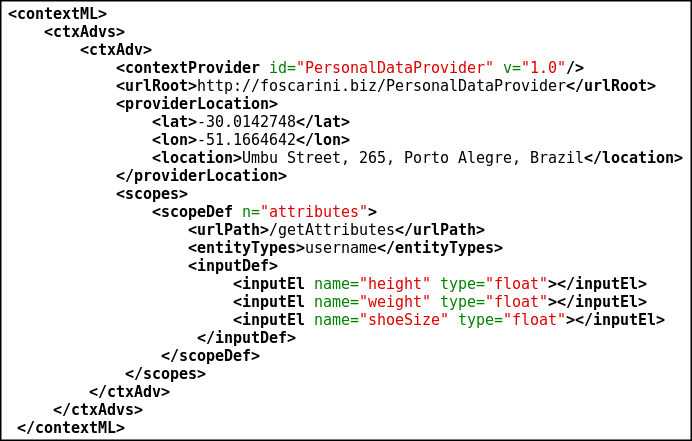 <contextML>
<ctxAdvs>
<ctxAdv>
<contextProvider id="PersonalDataProvider" v="1.0"/>
<urlRoot>http://foscarini.biz/PersonalDataProvider</urlRoot>
<providerLocation>
<lat>-30.0142748</lat>
<lon>-51.1664642</lon>
<location>Umbu Street, 265, Porto Alegre, Brazil</location>
</providerLocation>
<scopes>
<scopeDef n="attributes">
<urlPath>/getAttributes</urlPath>
<entityTypes>username</entityTypes>
<inputDef>
<inputEl name="height" type="float"></inputEl>
<inputEl name="weight" type="float"></inputEl>
<inputEl name="shoeSize" type="float"></inputEl>
</inputDef>
</scopeDef>
</scopes>
</ctxAdv>
</ctxAdvs>
</contextML>